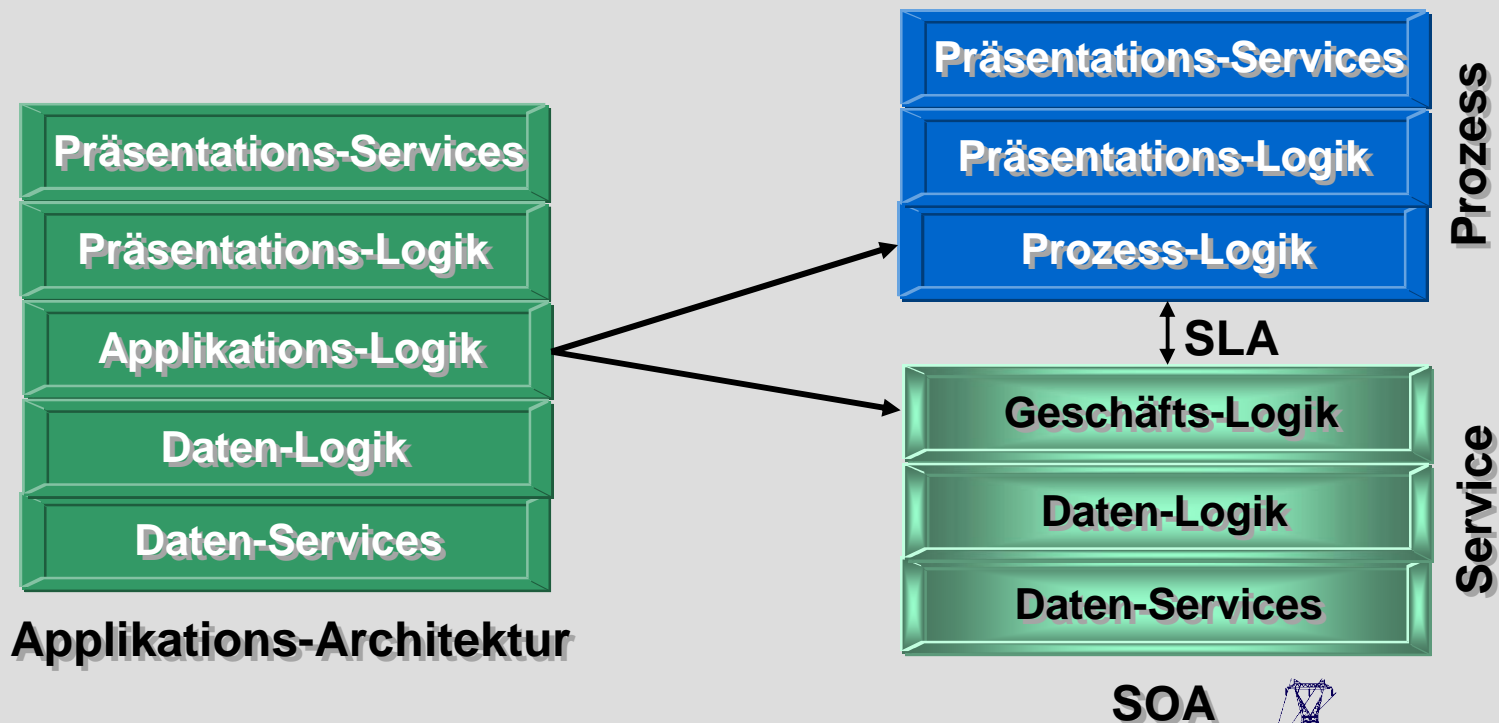 Präsentations-Services
Präsentations-Logik
Applikations-Logik
Daten-Logik
Daten-Services
Applikations-Architektur
Präsentations-Services
Präsentations-Logik
Prozess-Logik
Prozess
SLA
Geschäfts-Logik
Daten-Logik
Daten-Services
Service
SOA